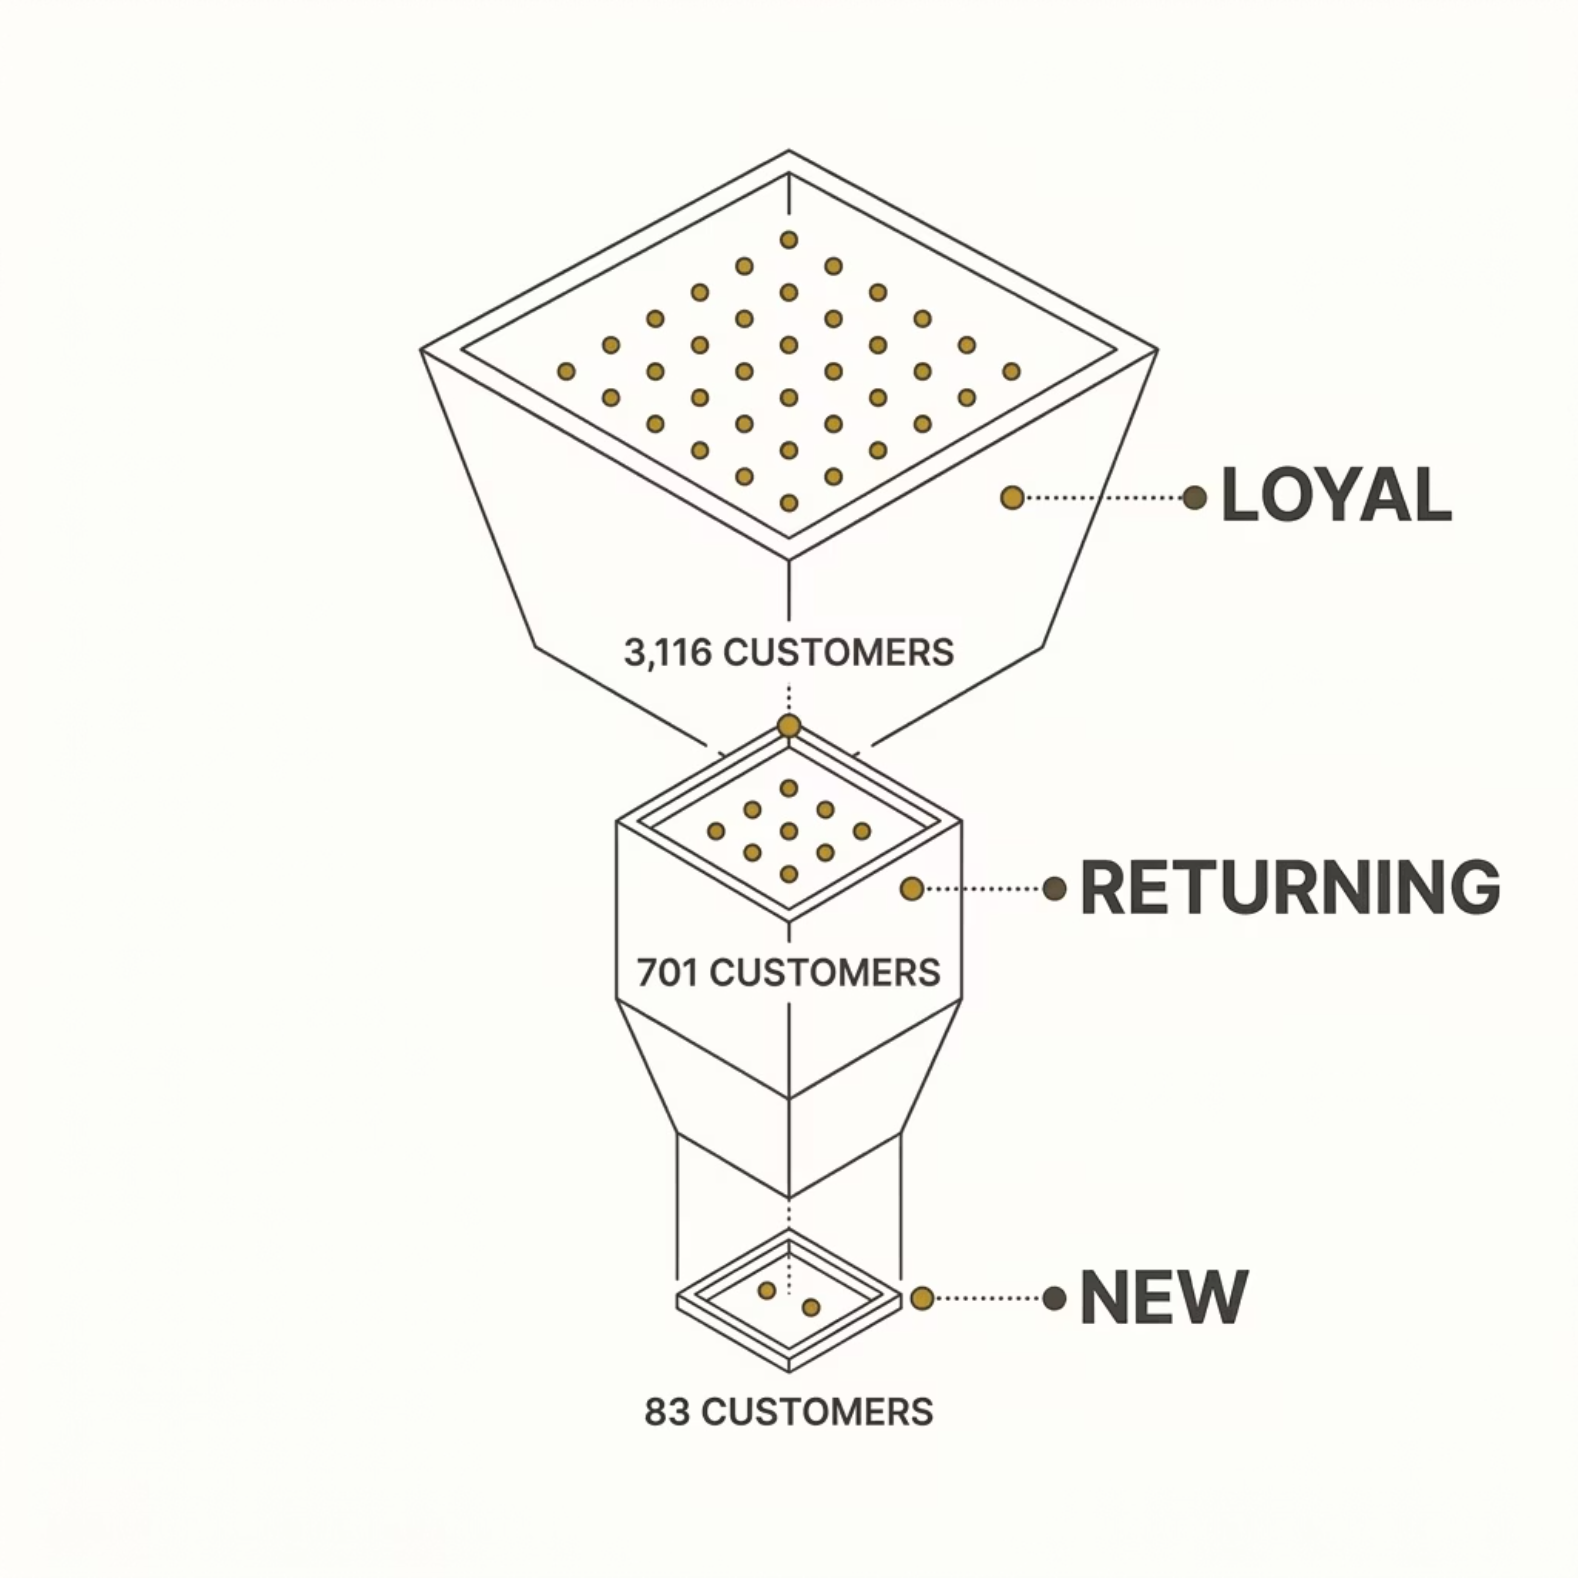 LOYAL
3,116 CUSTOMERS
RETURNING
701 CUSTOMERS
NEW
83 CUSTOMERS